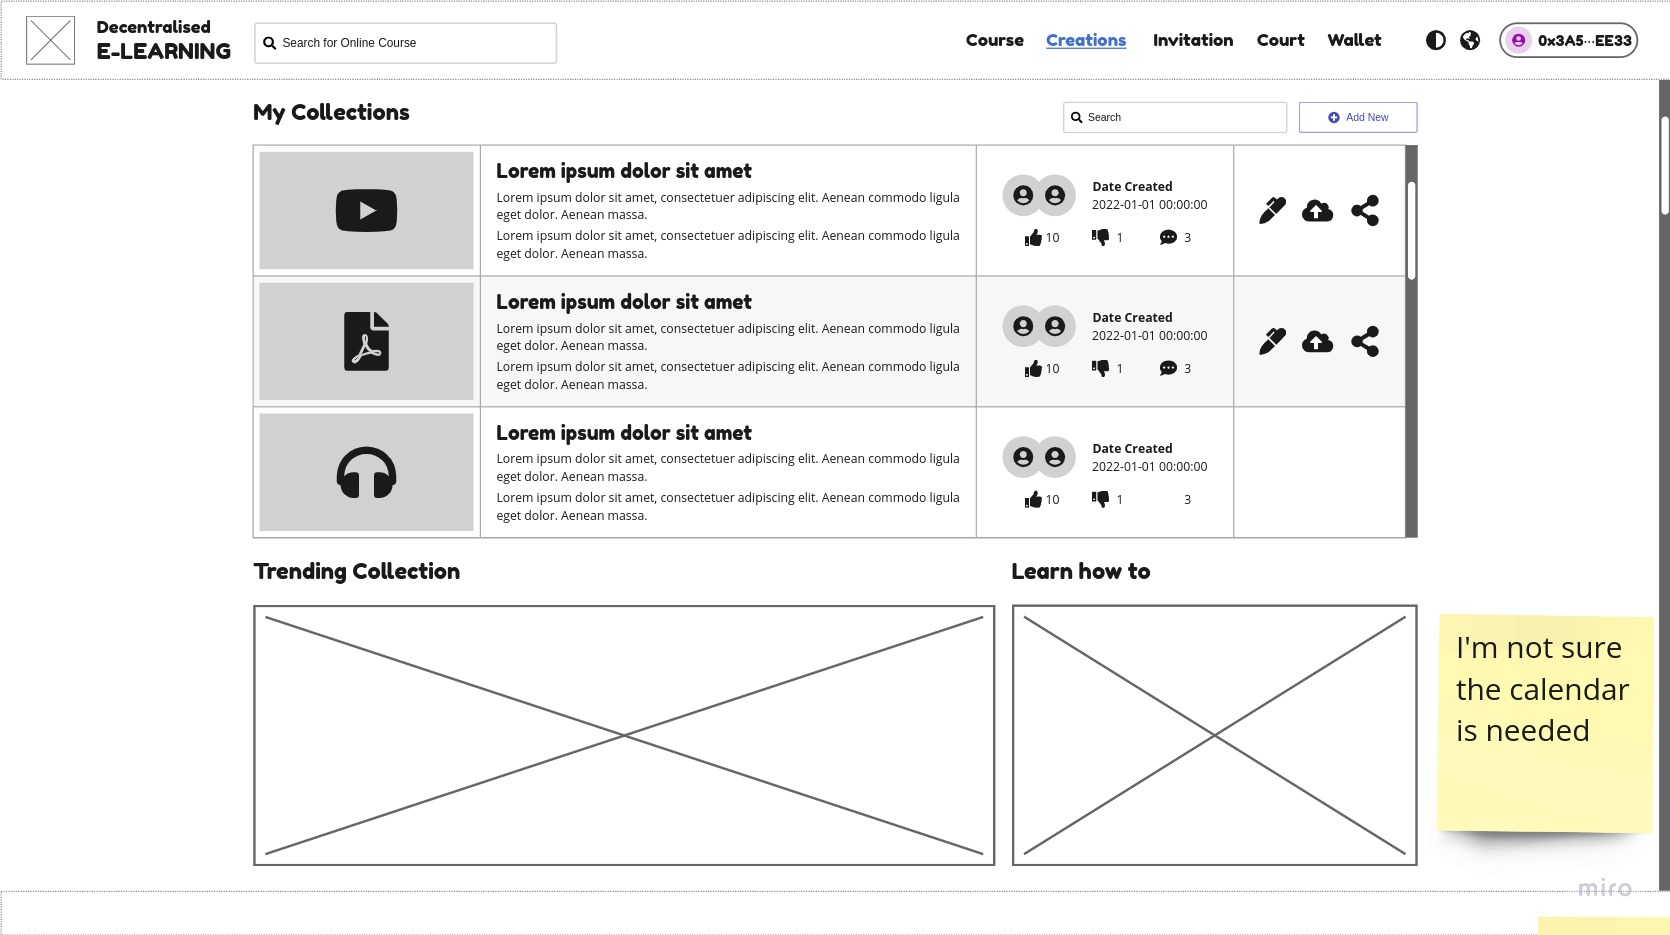 Decentralised
E-LEARNING
Search for Online Course
Course Creations Invitation Court Wallet
0x3A5...EE33
My Collections
Search
Add New
Lorem ipsum dolor sit amet
Lorem ipsum dolor sit amet, consectetuer adipiscing elit. Aenean commodo ligula
eget dolor. Aenean massa.
Lorem ipsum dolor sit amet, consectetuer adipiscing elit. Aenean commodo ligula
eget dolor. Aenean massa.
Date Created
2022-01-01 00:00:00
10 1 3
Lorem ipsum dolor sit amet
Lorem ipsum dolor sit amet, consectetuer adipiscing elit. Aenean commodo ligula
eget dolor. Aenean massa.
Lorem ipsum dolor sit amet, consectetuer adipiscing elit. Aenean commodo ligula
eget dolor. Aenean massa.
Date Created
2022-01-01 00:00:00
10 1 3
Lorem ipsum dolor sit amet
Lorem ipsum dolor sit amet, consectetuer adipiscing elit. Aenean commodo ligula
eget dolor. Aenean massa.
Lorem ipsum dolor sit amet, consectetuer adipiscing elit. Aenean commodo ligula
eget dolor. Aenean massa.
Date Created
2022-01-01 00:00:00
10 1 3
Trending Collection
Learn how to
I'm not sure
the calendar
is needed
miro